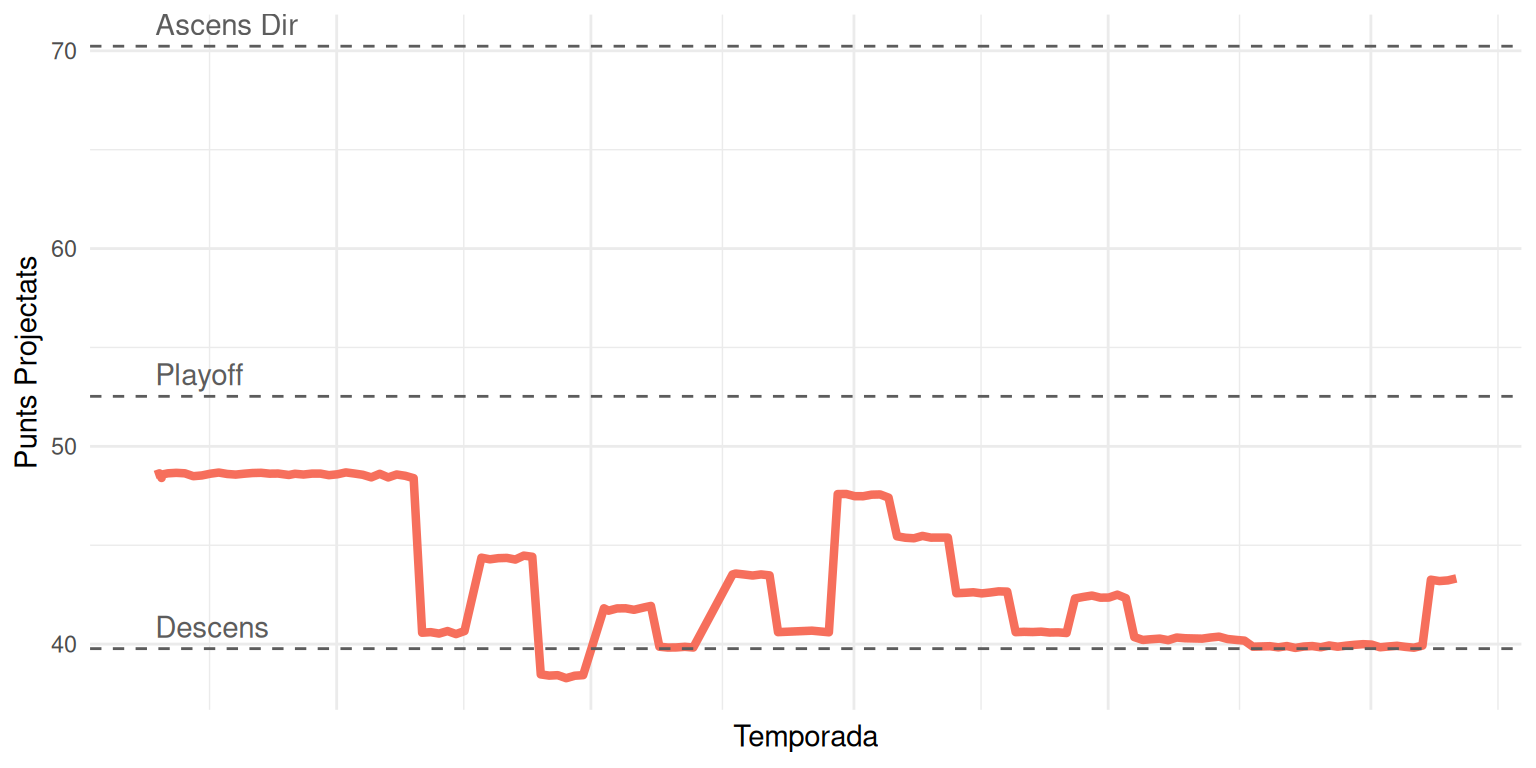 Ascens Dir
70
60
Playoff
50
Descens
40
Punts Projectats
Temporada